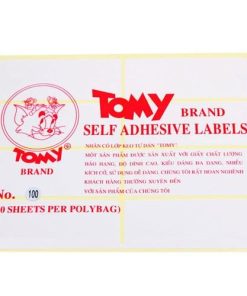 TOMY BRAND
SELF ADHESIVE LABELS
TOMY
BRAND
NHÃN CÓ LỚP KEO TỰ DÁN "TOMY"
MỘT SẢN PHẨM ĐƯỢC SẢN XUẤT VỚI GIẤY CHẤT LƯỢNG
HẢO HẠNG, ĐỘ DÍNH CAO, KIỂU DÁNG ĐA DẠNG, NHIỀU
KÍCH CỠ, SỬ DỤNG DỄ DÀNG. CHÚNG TÔI RẤT HOAN NGHÊNH
KHÁCH HÀNG THƯỜNG XUYÊN ĐẾN
VỚI SẢN PHẨM CỦA CHÚNG TÔI
No. 100
0 SHEETS PER POLYBAG)